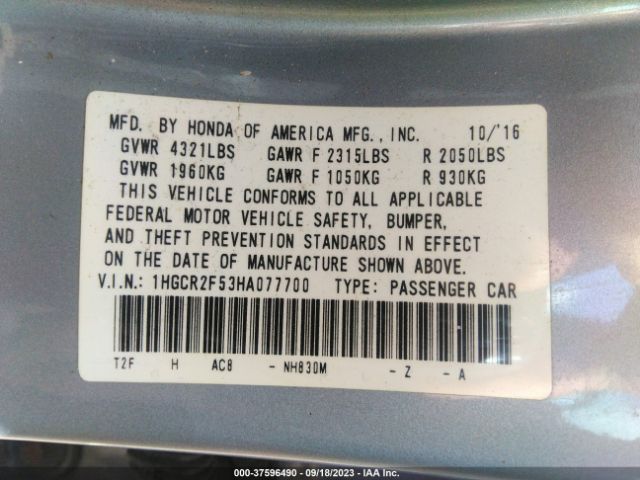 MFD. BY HONDA OF AMERICA MFG., INC. 10/'16
GVWR 4321LBS GAWR F 2315LBS R 2050LBS
GVWR 1960KG GAWR F 1050KG R 930KG
THIS VEHICLE CONFORMS TO ALL APPLICABLE
FEDERAL MOTOR VEHICLE SAFETY, BUMPER,
AND THEFT PREVENTION STANDARDS IN EFFECT
ON THE DATE OF MANUFACTURE SHOWN ABOVE.
V.I.N.: 1HGCR2F53HA077700 TYPE: PASSENGER CAR
T2F H AC8 - NH830M - Z - A
000-37596490 - 09/18/2023 - IAA Inc.